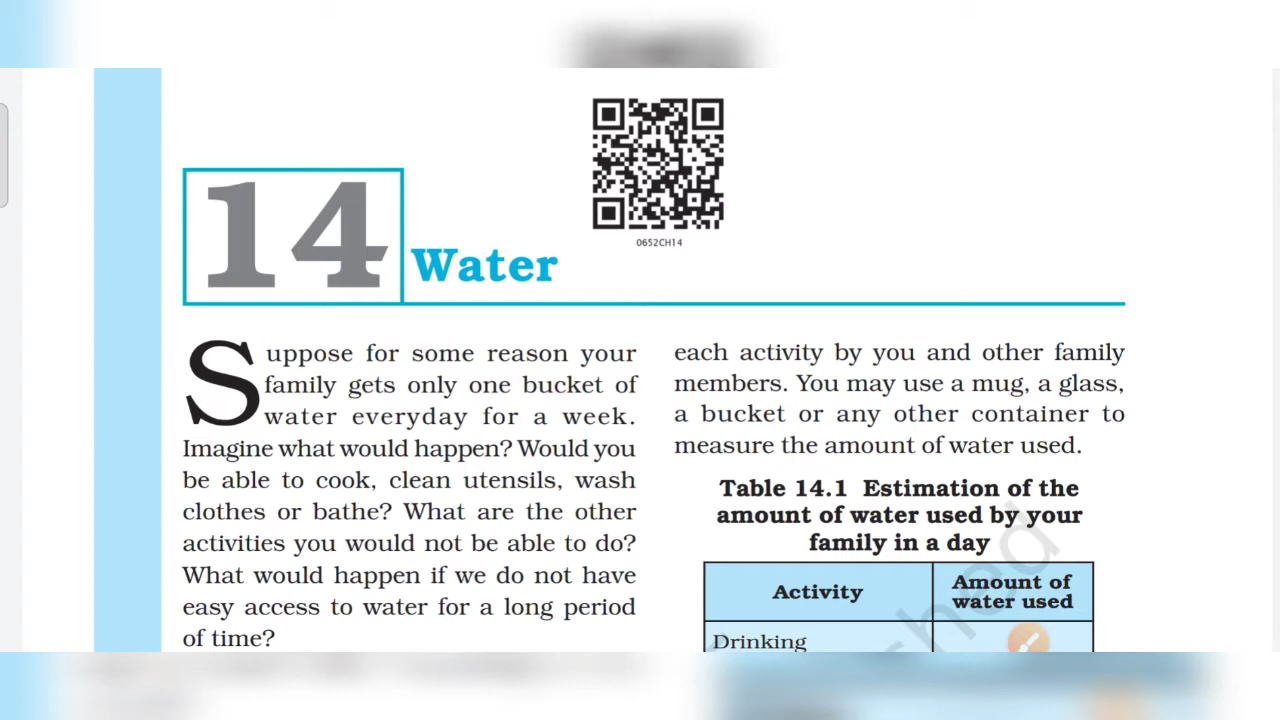 0652CH14
14
Water
Suppose for some reason your
family gets only one bucket of
water everyday for a week.
Imagine what would happen? Would you
be able to cook, clean utensils, wash
clothes or bathe? What are the other
activities you would not be able to do?
What would happen if we do not have
easy access to water for a long period
of time?
each activity by you and other family
members. You may use a mug, a glass,
a bucket or any other container to
measure the amount of water used.
Table 14.1 Estimation of the
amount of water used by your
family in a day
Activity
Amount of
water used
Drinking